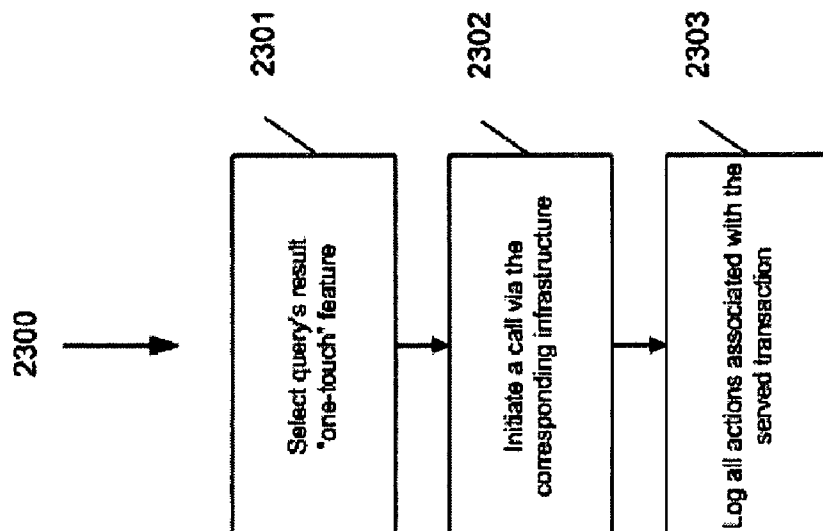 2300
2301
Select query's result
"one-touch" feature
2302
Initiate a call via the
corresponding infrastructure
2303
Log all actions associated with the
served transaction